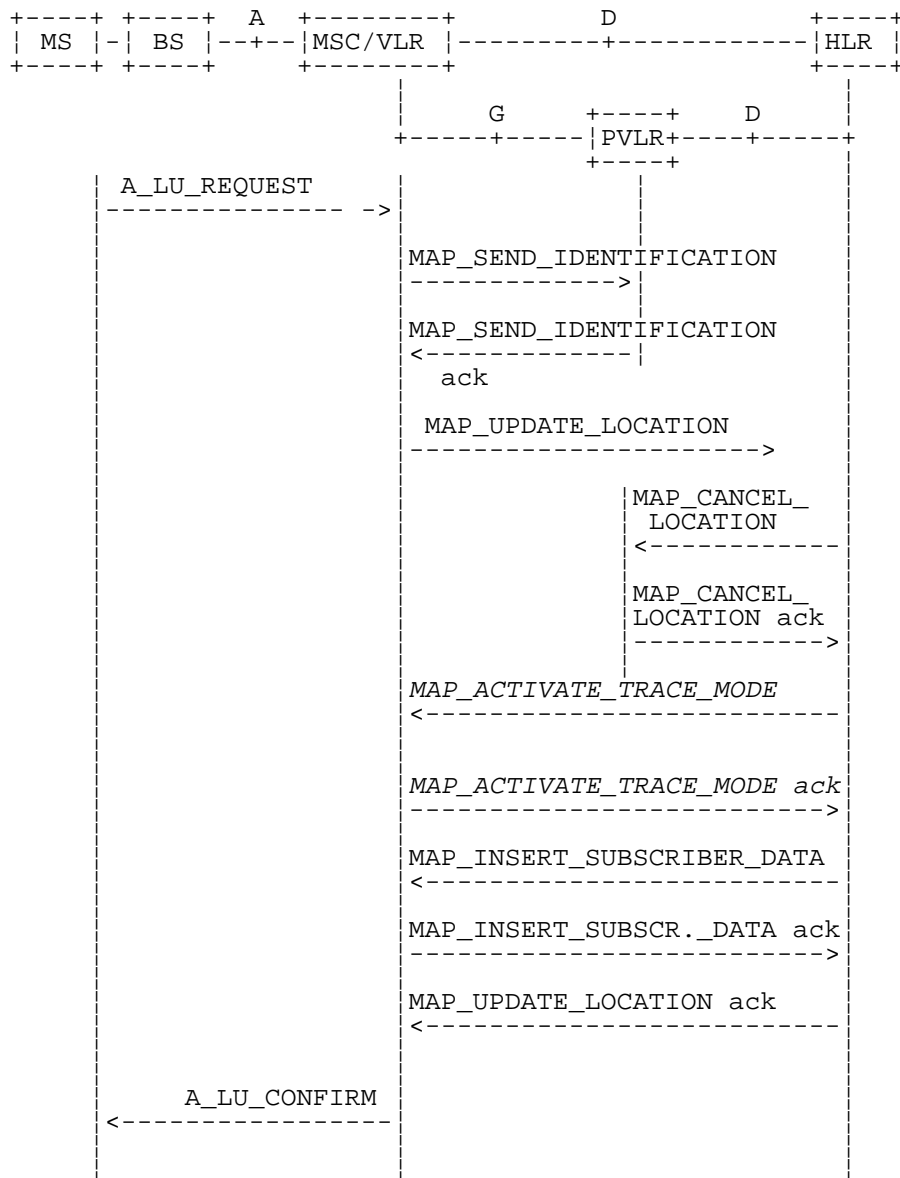 A D
MS BS MSC/VLR HLR
G D
PVLR
A_LU_REQUEST
MAP_SEND_IDENTIFICATION
MAP_SEND_IDENTIFICATION
ack
MAP_UPDATE_LOCATION
MAP_CANCEL_
LOCATION
MAP_CANCEL_
LOCATION ack
MAP_ACTIVATE_TRACE_MODE
MAP_ACTIVATE_TRACE_MODE ack
MAP_INSERT_SUBSCRIBER_DATA
MAP_INSERT_SUBSCR._DATA ack
MAP_UPDATE_LOCATION ack
A_LU_CONFIRM